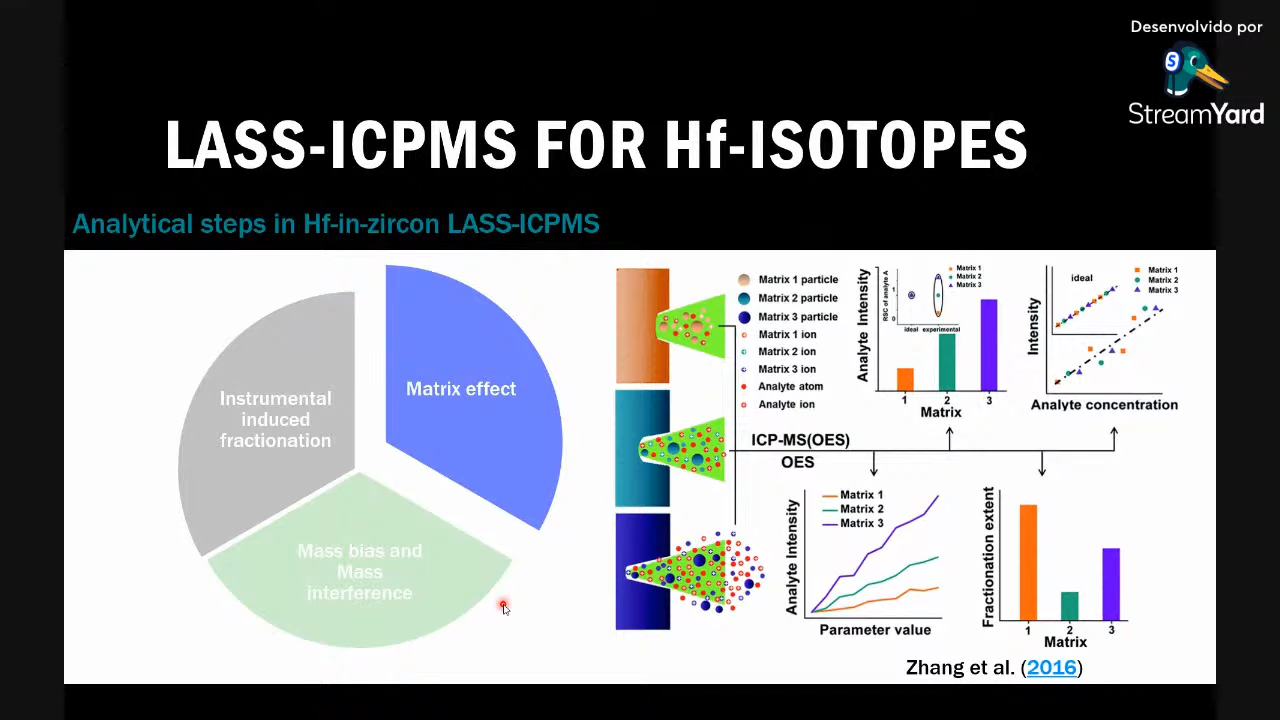 Desenvolvido por
S
StreamYard
LASS-ICPMS FOR Hf-ISOTOPES
Analytical steps in Hf-in-zircon LASS-ICPMS
Instrumental
induced
fractionation
Matrix effect
Mass bias and
Mass
interference
Matrix 1 particle
Matrix 2 particle
Matrix 3 particle
Matrix 1 ion
Matrix 2 ion
Matrix 3 ion
Analyte atom
Analyte ion
Analyte Intensity
RSC of analyte A
1
0
ideal experimental
Matrix 1
Matrix 2
Matrix 3
1 2 3
Matrix
Intensity
ideal
Matrix 1
Matrix 2
Matrix 3
Analyte concentration
ICP-MS(OES)
OES
Analyte Intensity
Matrix 1
Matrix 2
Matrix 3
Parameter value
Fractionation extent
1 2 3
Matrix
Zhang et al. (2016)